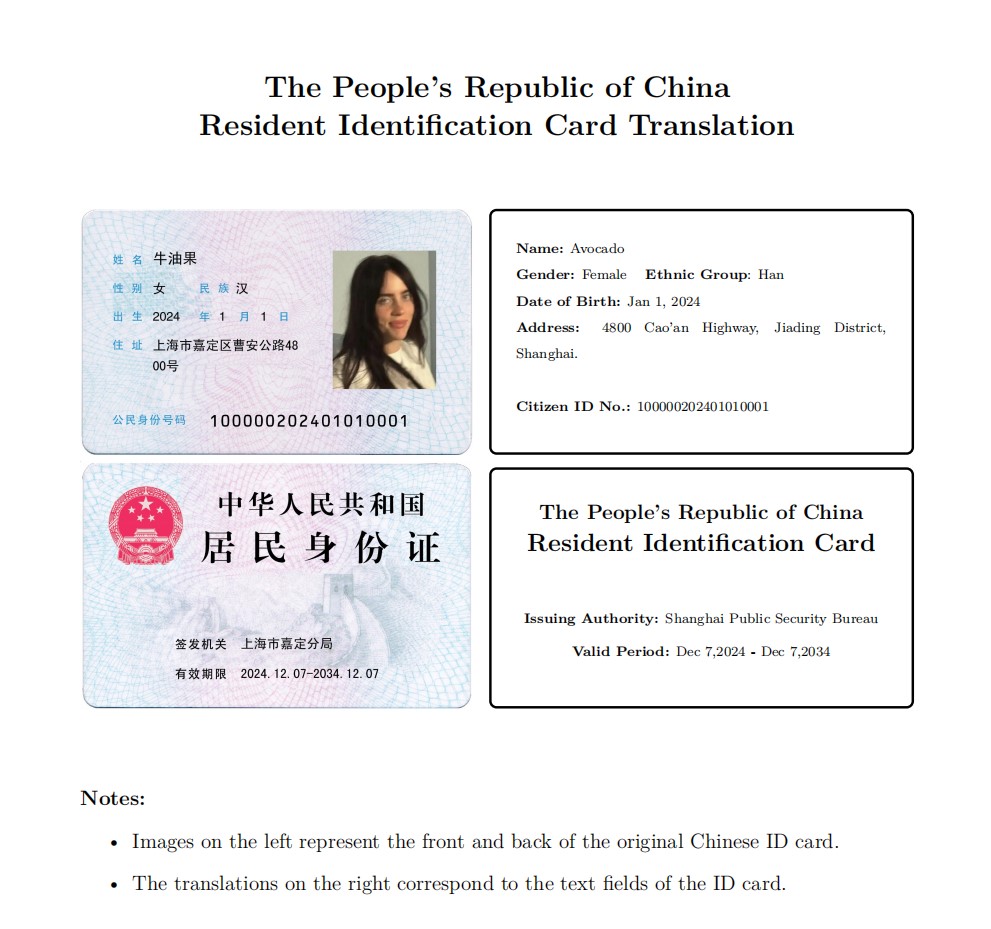 The People's Republic of China
Resident Identification Card Translation
姓 名 牛油果
性 别 女 民 族 汉
出 生 2024 年 1 月 1 日
住 址 上海市嘉定区曹安公路48
00号
公民身份号码 100000202401010001
Name: Avocado
Gender: Female Ethnic Group: Han
Date of Birth: Jan 1, 2024
Address: 4800 Cao'an Highway, Jiading District,
Shanghai.
Citizen ID No.: 100000202401010001
中华人民共和国
居民身份证
签发机关 上海市嘉定分局
有效期限 2024.12.07-2034.12.07
The People's Republic of China
Resident Identification Card
Issuing Authority: Shanghai Public Security Bureau
Valid Period: Dec 7,2024 - Dec 7,2034
Notes:
• Images on the left represent the front and back of the original Chinese ID card.
• The translations on the right correspond to the text fields of the ID card.